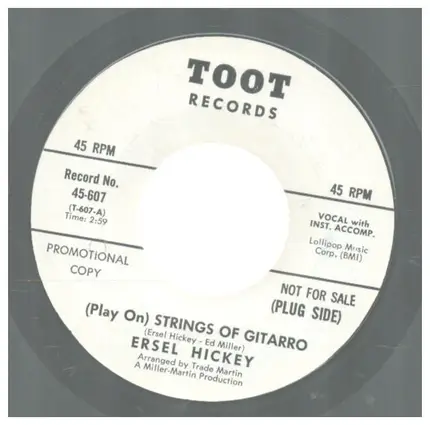 TOOT
RECORDS
45 RPM
Record No.
45-607
(T-607-A)
Time: 2:59
PROMOTIONAL
COPY
45 RPM
VOCAL with
INST. ACCOMP.
Lollipop Music
Corp. (BMI)
NOT FOR SALE
(PLUG SIDE)
(Play On) STRINGS OF GITARRO
(Ersel Hickey - Ed Miller)
ERSEL HICKEY
Arranged by Trade Martin
A Miller-Martin Production